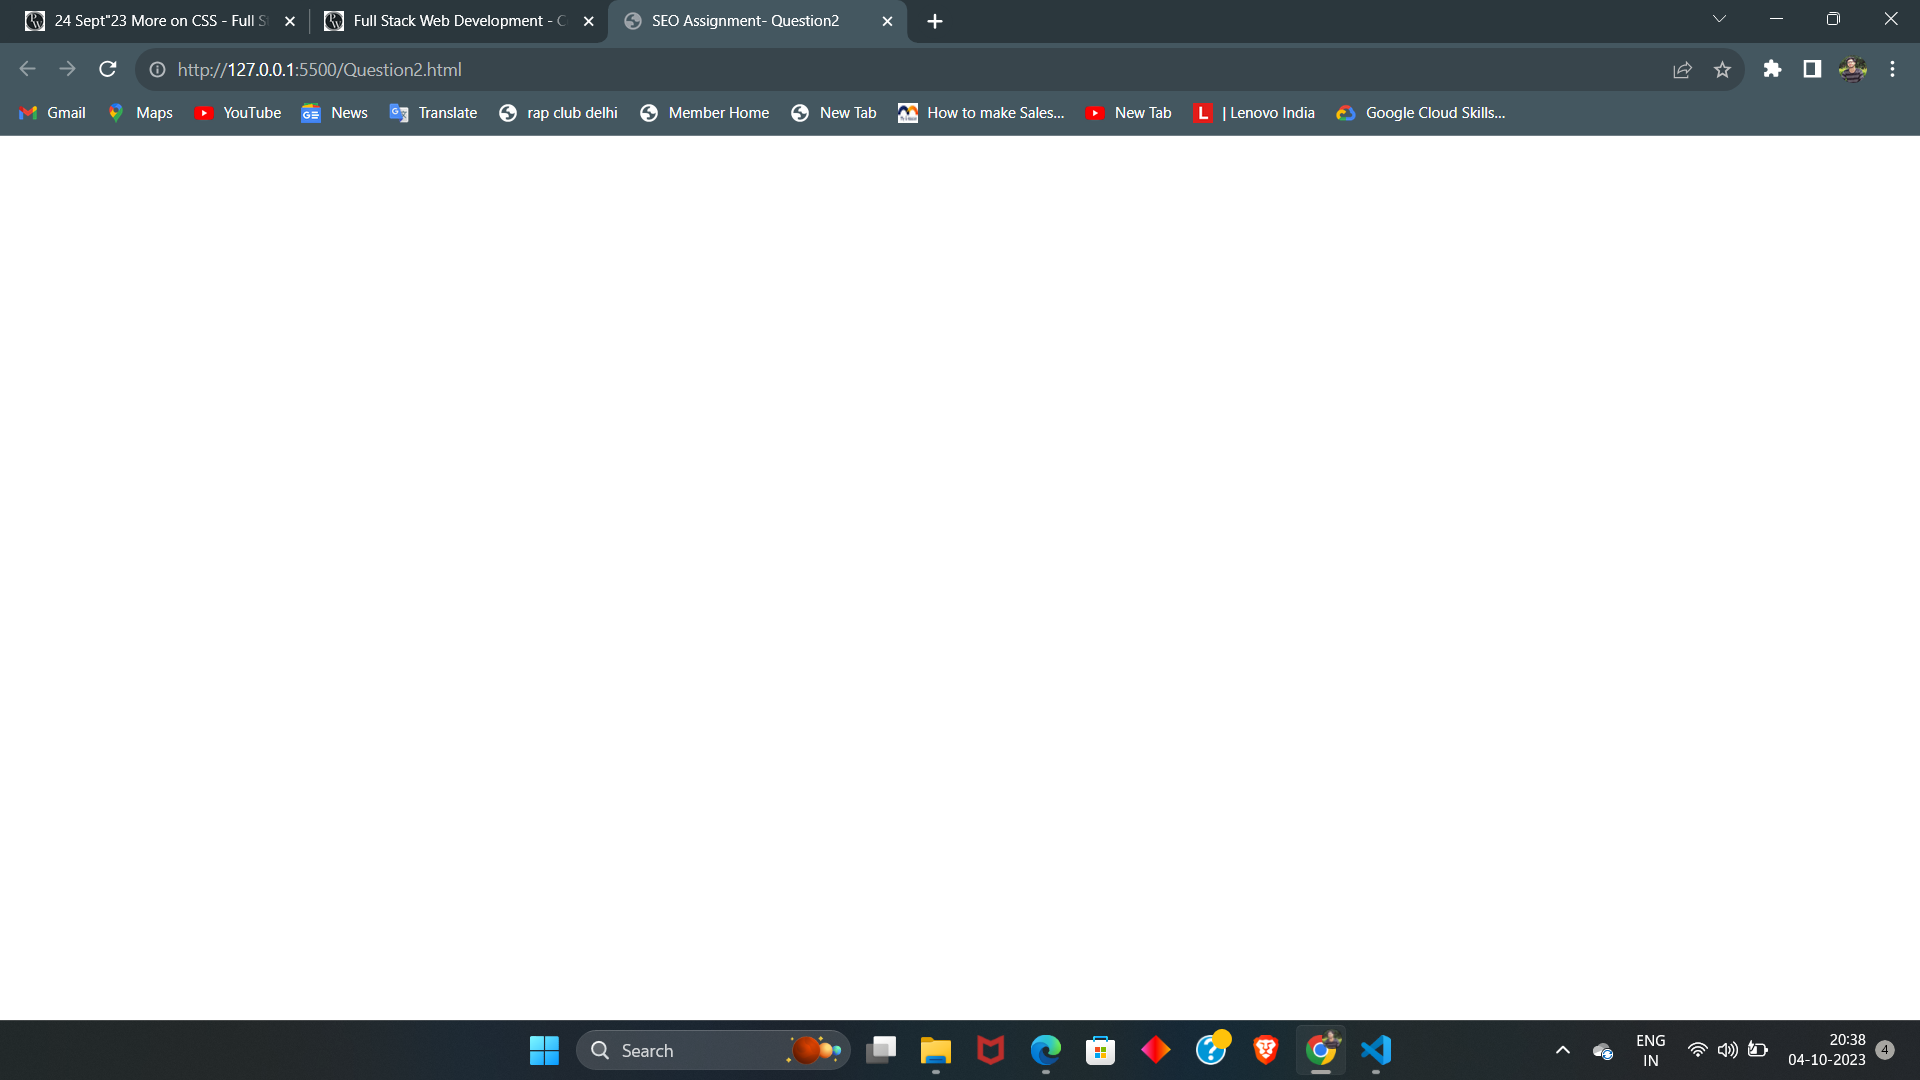 24 Sept"23 More on CSS - Full S
Full Stack Web Development - C
SEO Assignment- Question2
http://127.0.0.1:5500/Question2.html
Gmail
Maps
YouTube
News
Translate
rap club delhi
Member Home
New Tab
How to make Sales...
New Tab
| Lenovo India
Google Cloud Skills...
Search
ENG
IN
20:38
04-10-2023
4